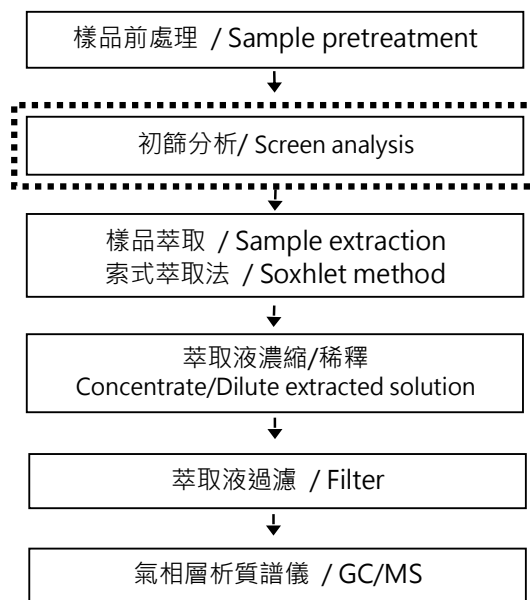 樣品前處理 / Sample pretreatment
初篩分析/ Screen analysis
樣品萃取 / Sample extraction
索式萃取法 / Soxhlet method
萃取液濃縮/稀釋
Concentrate/Dilute extracted solution
萃取液過濾 / Filter
氣相層析質譜儀 / GC/MS